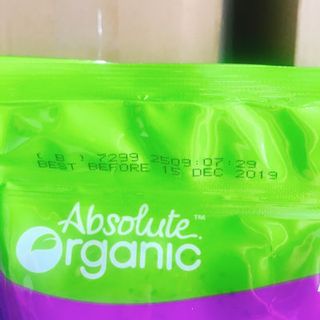 ( B ) 7299 2509:07:29
BEST BEFORE 15 DEC 2019
Absolute™
Organic